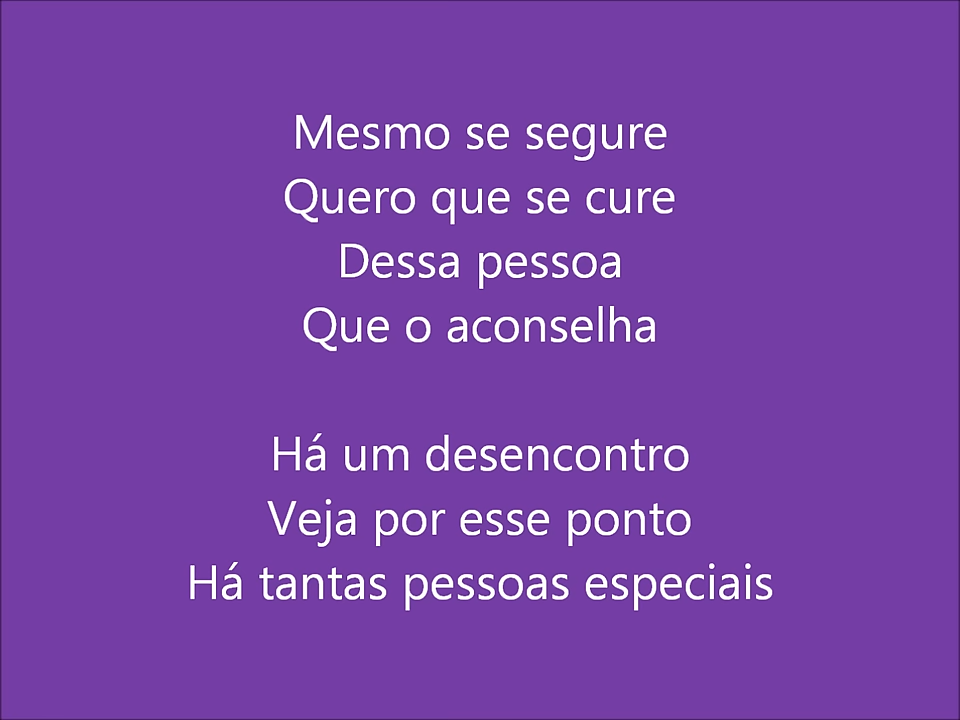 Mesmo se segure
Quero que se cure
Dessa pessoa
Que o aconselha
Há um desencontro
Veja por esse ponto
Há tantas pessoas especiais